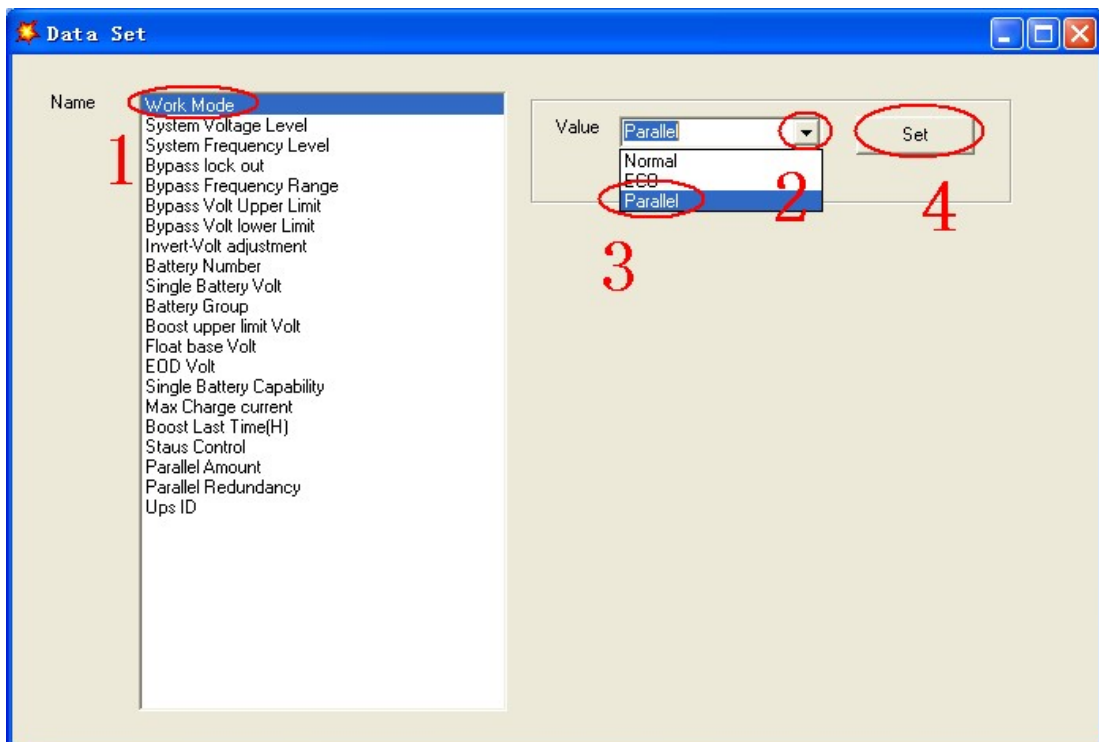 Data Set
Name
Work Mode
System Voltage Level
System Frequency Level
Bypass lock out
Bypass Frequency Range
Bypass Volt Upper Limit
Bypass Volt lower Limit
Invert-Volt adjustment
Battery Number
Single Battery Volt
Battery Group
Boost upper limit Volt
Float base Volt
EOD Volt
Single Battery Capability
Max Charge current
Boost Last Time(H)
Staus Control
Parallel Amount
Parallel Redundancy
Ups ID
1
Value
Parallel
Set
Normal
ECO
Parallel
2
3
4